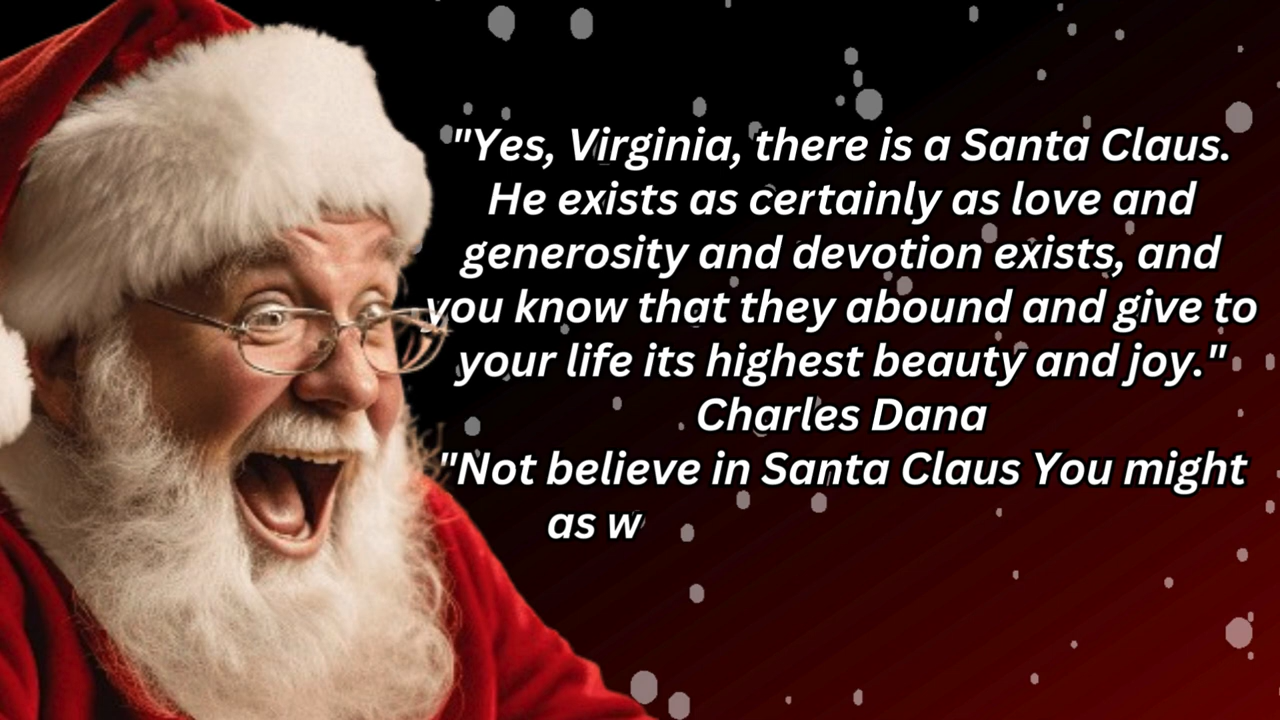 "Yes, Virginia, there is a Santa Claus.
He exists as certainly as love and
generosity and devotion exists, and
you know that they abound and give to
your life its highest beauty and joy."
Charles Dana
"Not believe in Santa Claus You might
as w